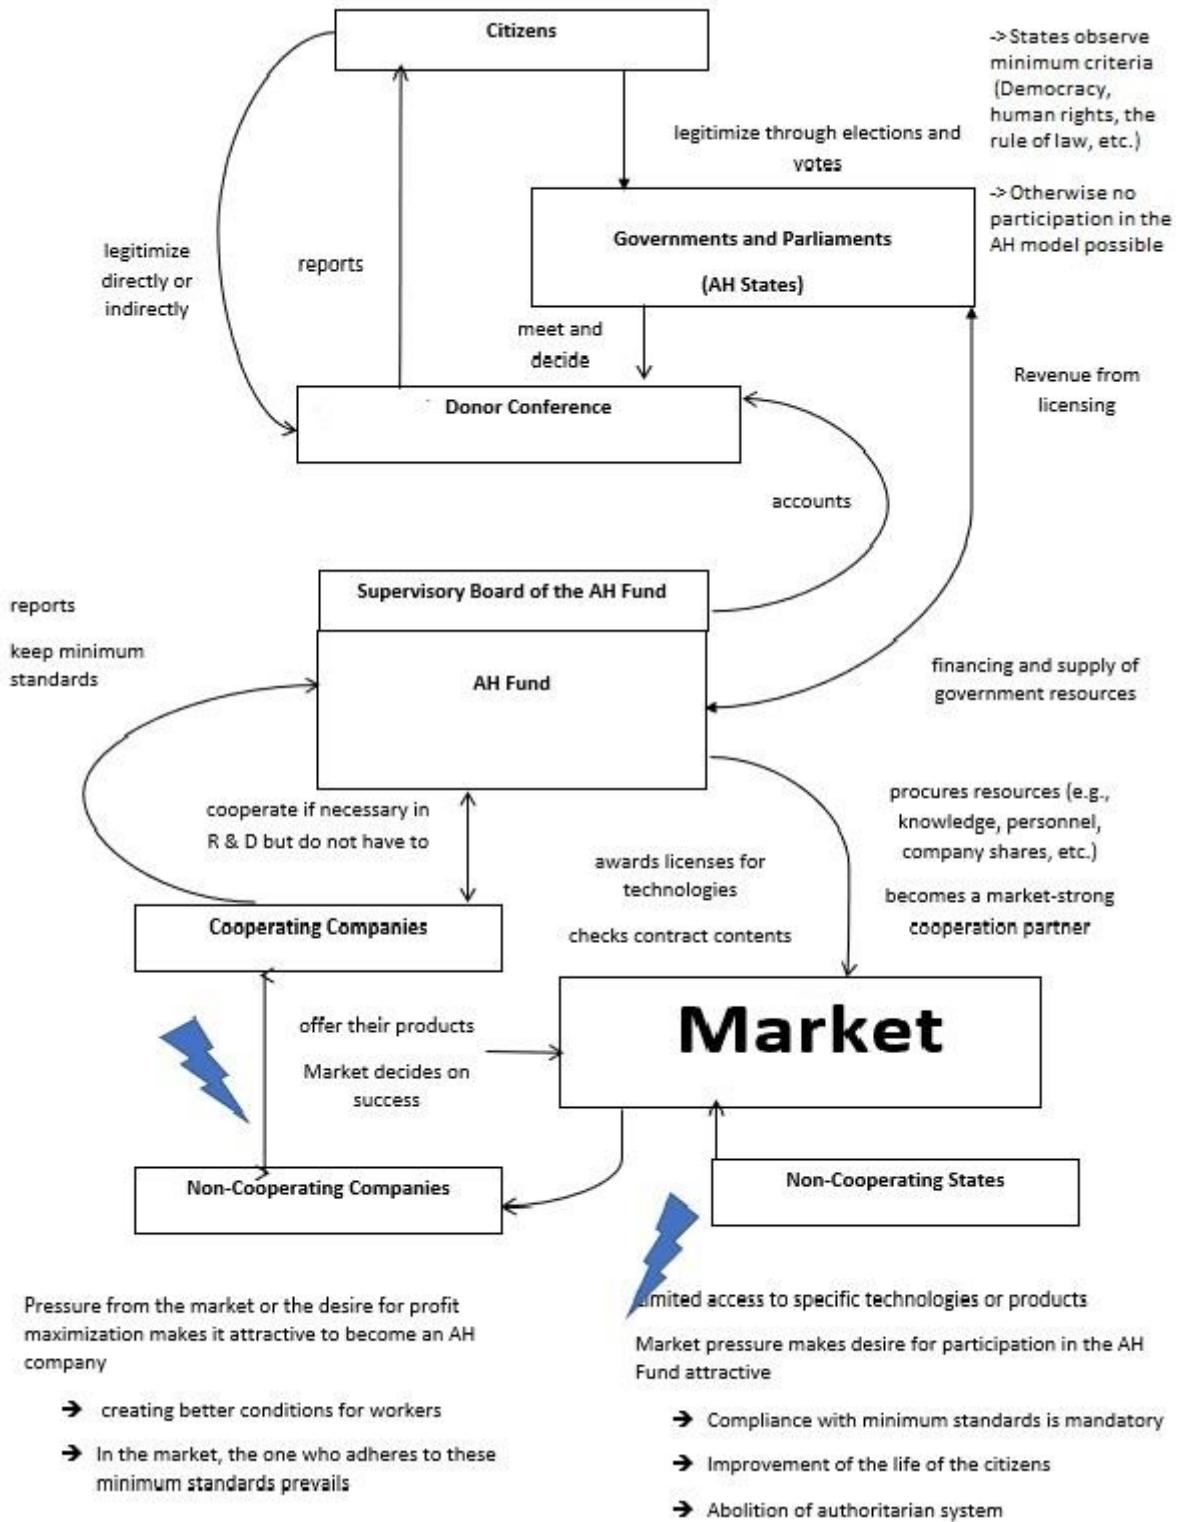 Citizens
-> States observe
minimum criteria
(Democracy,
human rights, the
rule of law, etc.)
legitimize through elections and
votes
-> Otherwise no
participation in the
AH model possible
Governments and Parliaments
(AH States)
legitimize
directly or
indirectly
reports
meet and
decide
Revenue from
licensing
Donor Conference
accounts
Supervisory Board of the AH Fund
reports
keep minimum
standards
AH Fund
financing and supply of
government resources
cooperate if necessary in
R & D but do not have to
procures resources (e.g.,
knowledge, personnel,
company shares, etc.)
becomes a market-strong
cooperation partner
awards licenses for
technologies
checks contract contents
Cooperating Companies
Market
offer their products
Market decides on
success
Non-Cooperating Companies
Non-Cooperating States
Pressure from the market or the desire for profit
maximization makes it attractive to become an AH
company
➔ creating better conditions for workers
➔ In the market, the one who adheres to these
minimum standards prevails
Limited access to specific technologies or products
Market pressure makes desire for participation in the AH
Fund attractive
➔ Compliance with minimum standards is mandatory
➔ Improvement of the life of the citizens
➔ Abolition of authoritarian system